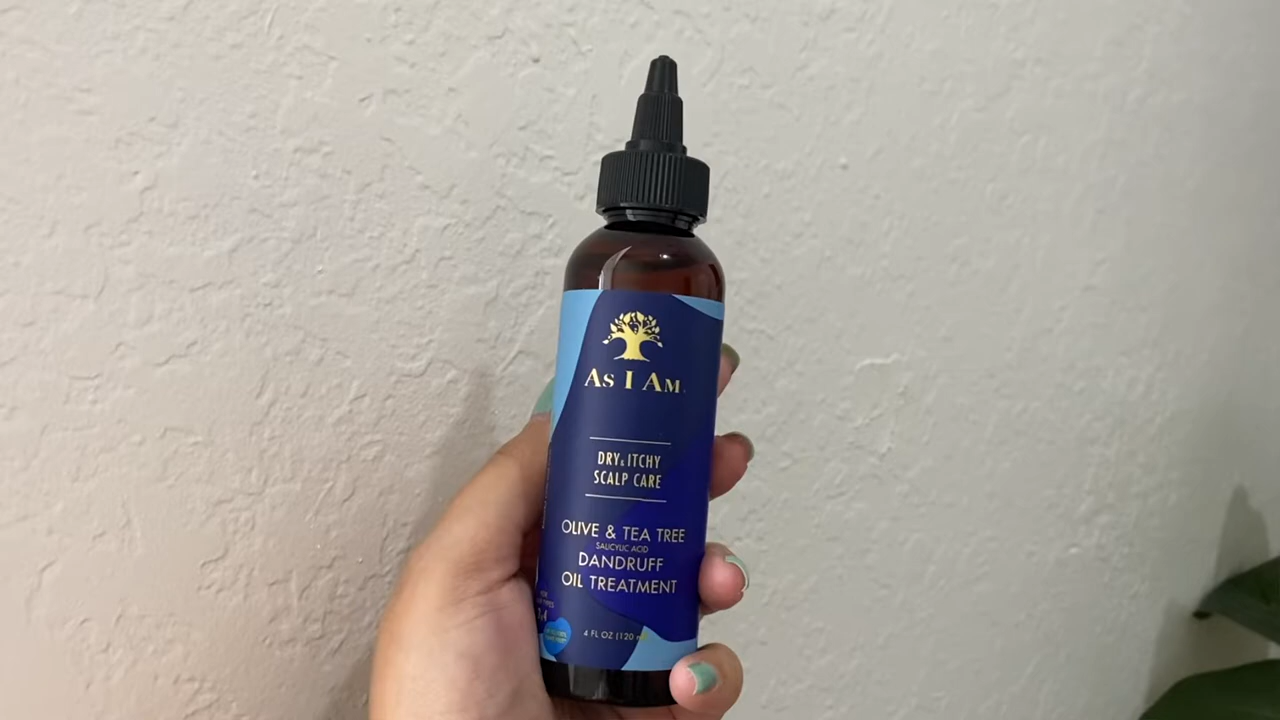 As I Am
DRY & ITCHY
SCALP CARE
OLIVE & TEA TREE
SALICYLIC ACID
DANDRUFF
OIL TREATMENT
4 FL OZ (120